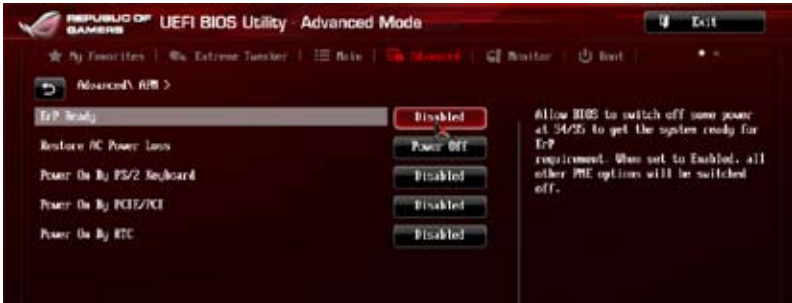 REPUBLIC OF
GAMERS
UEFI BIOS Utility - Advanced Mode
Exit
My Favorites | Extreme Tweaker | Main | Advanced | Monitor | Boot
Advanced\ APM >
ErP Ready Disabled
Restore AC Power Loss Power Off
Power On By PS/2 Keyboard Disabled
Power On By PCIE/PCI Disabled
Power On By RTC Disabled
Allow BIOS to switch off some power
at S4/S5 to get the system ready for
ErP
requirement. When set to Enabled, all
other PME options will be switched
off.